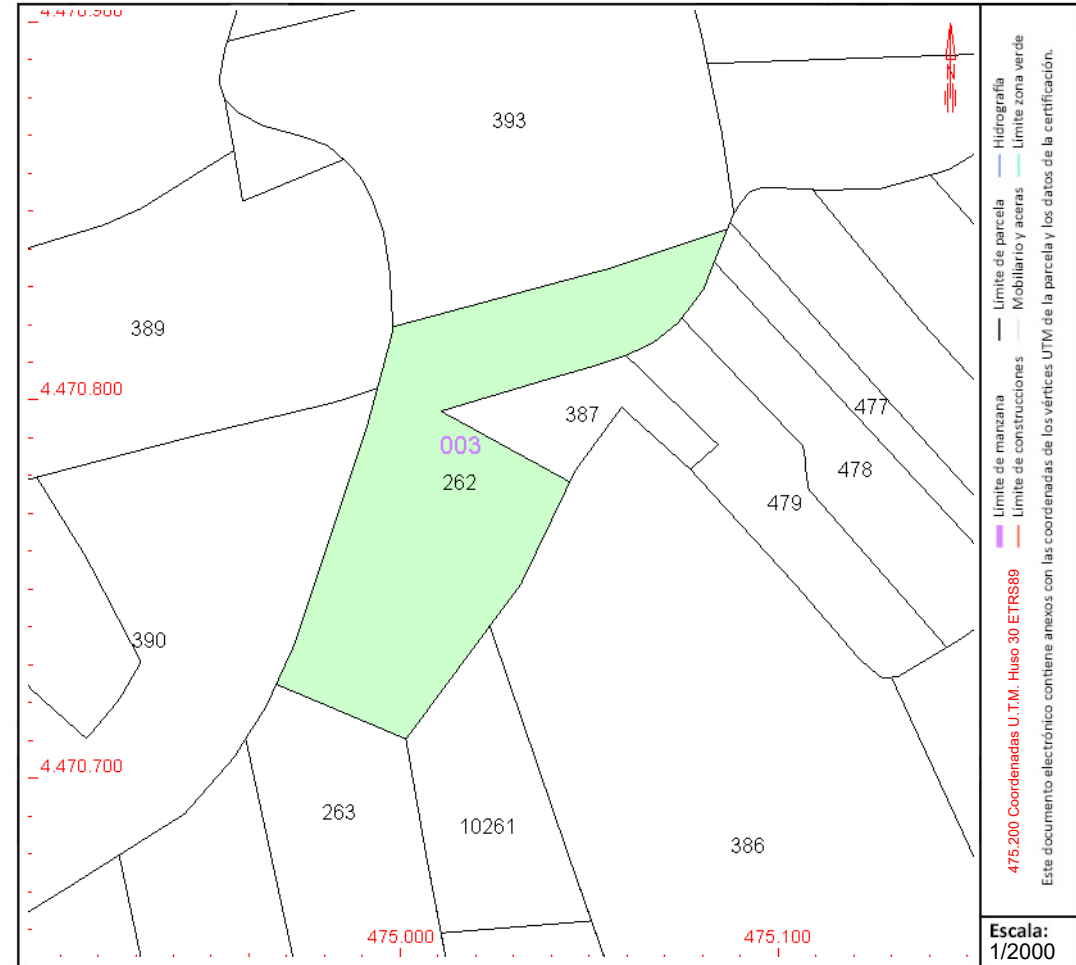 4.470.900
393
389
4.470.800
387
477
003
262
478
479
390
4.470.700
263
10261
386
475.000
475.100
N
Hidrografía
Límite zona verde
Límite de parcela
Mobiliario y aceras
Límite de manzana
Límite de construcciones
475.200 Coordenadas U.T.M. Huso 30 ETRS89
Este documento electrónico contiene anexos con las coordenadas de los vértices UTM de la parcela y los datos de la certificación.
Escala:
1/2000